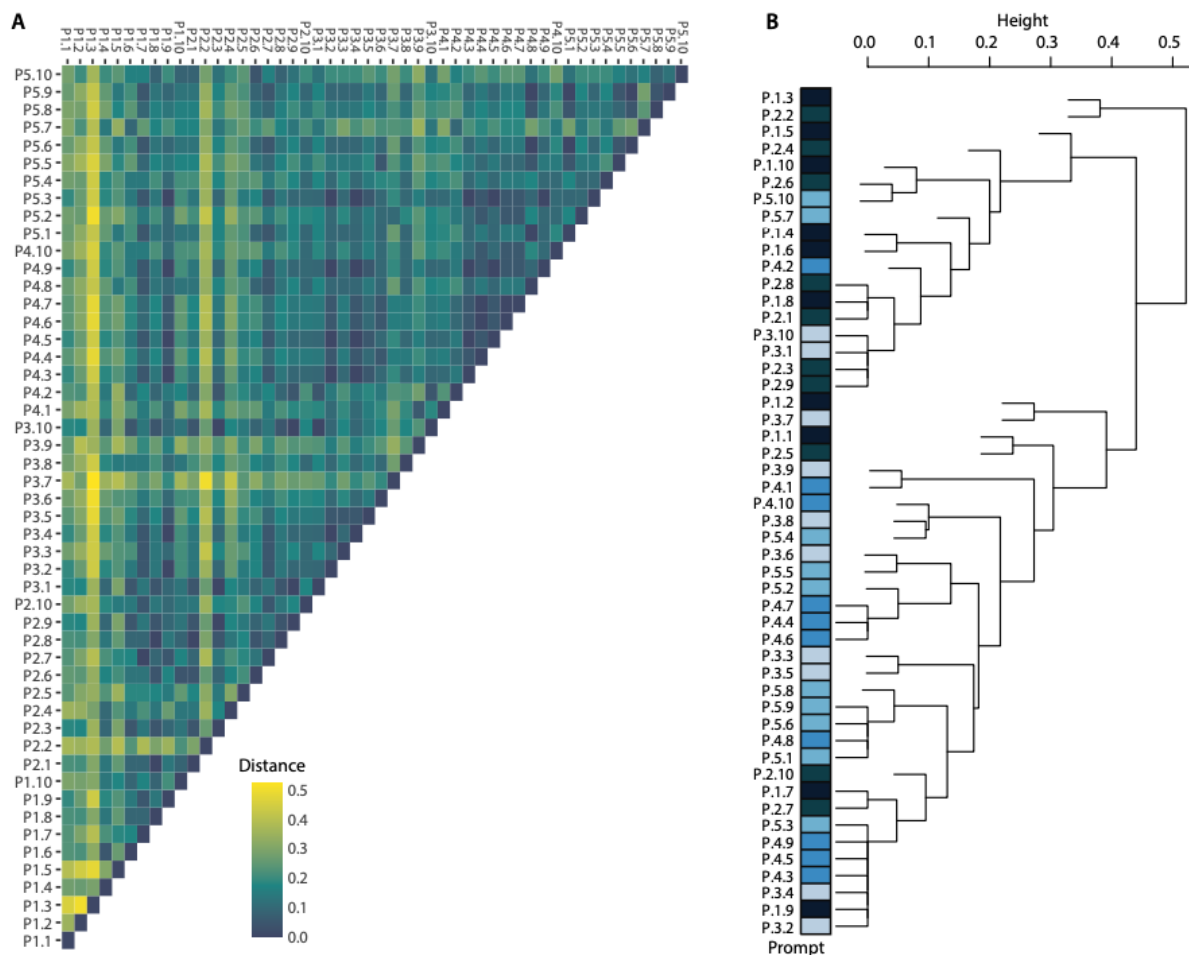 A
B
P1.1 P1.2 P1.3 P1.4 P1.5 P1.6 P1.7 P1.8 P1.9 P1.10 P2.1 P2.2 P2.3 P2.4 P2.5 P2.6 P2.7 P2.8 P2.9 P2.10 P3.1 P3.2 P3.3 P3.4 P3.5 P3.6 P3.7 P3.8 P3.9 P3.10 P4.1 P4.2 P4.3 P4.4 P4.5 P4.6 P4.7 P4.8 P4.9 P4.10 P5.1 P5.2 P5.3 P5.4 P5.5 P5.6 P5.7 P5.8 P5.9 P5.10
P5.10
P5.9
P5.8
P5.7
P5.6
P5.5
P5.4
P5.3
P5.2
P5.1
P4.10
P4.9
P4.8
P4.7
P4.6
P4.5
P4.4
P4.3
P4.2
P4.1
P3.10
P3.9
P3.8
P3.7
P3.6
P3.5
P3.4
P3.3
P3.2
P3.1
P2.10
P2.9
P2.8
P2.7
P2.6
P2.5
P2.4
P2.3
P2.2
P2.1
P1.10
P1.9
P1.8
P1.7
P1.6
P1.5
P1.4
P1.3
P1.2
P1.1
Distance
0.5
0.4
0.3
0.2
0.1
0.0
Height
0.0 0.1 0.2 0.3 0.4 0.5
P.1.3
P.2.2
P.1.5
P.2.4
P.1.10
P.2.6
P.5.10
P.5.7
P.1.4
P.1.6
P.4.2
P.2.8
P.1.8
P.2.1
P.3.10
P.3.1
P.2.3
P.2.9
P.1.2
P.3.7
P.1.1
P.2.5
P.3.9
P.4.1
P.4.10
P.3.8
P.5.4
P.3.6
P.5.5
P.5.2
P.4.7
P.4.4
P.4.6
P.3.3
P.3.5
P.5.8
P.5.9
P.5.6
P.4.8
P.5.1
P.2.10
P.1.7
P.2.7
P.5.3
P.4.9
P.4.5
P.4.3
P.3.4
P.1.9
P.3.2
Prompt